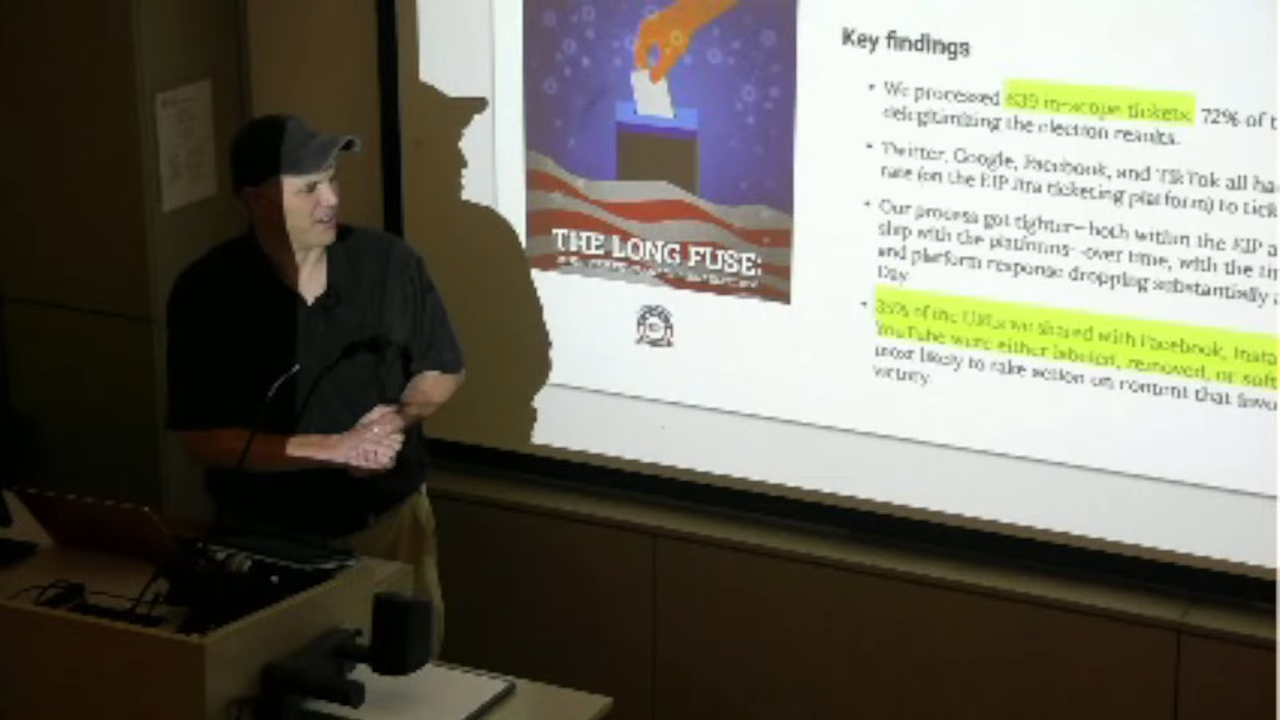 THE LONG FUSE:
Key findings
• We processed 639 in-scope tickets. 72% of t
delegitimizing the election results.
• Twitter, Google, Facebook, and TikTok all ha
rate (on the EIP Jira ticketing platform) to tick
• Our process got tighter—both within the EIP a
ship with the platforms—over time, with the tim
and platform response dropping substantially
Day.
• 35% of the URLs we shared with Facebook, Insta
YouTube were either labeled, removed, or soft
most likely to take action on content that
victory.